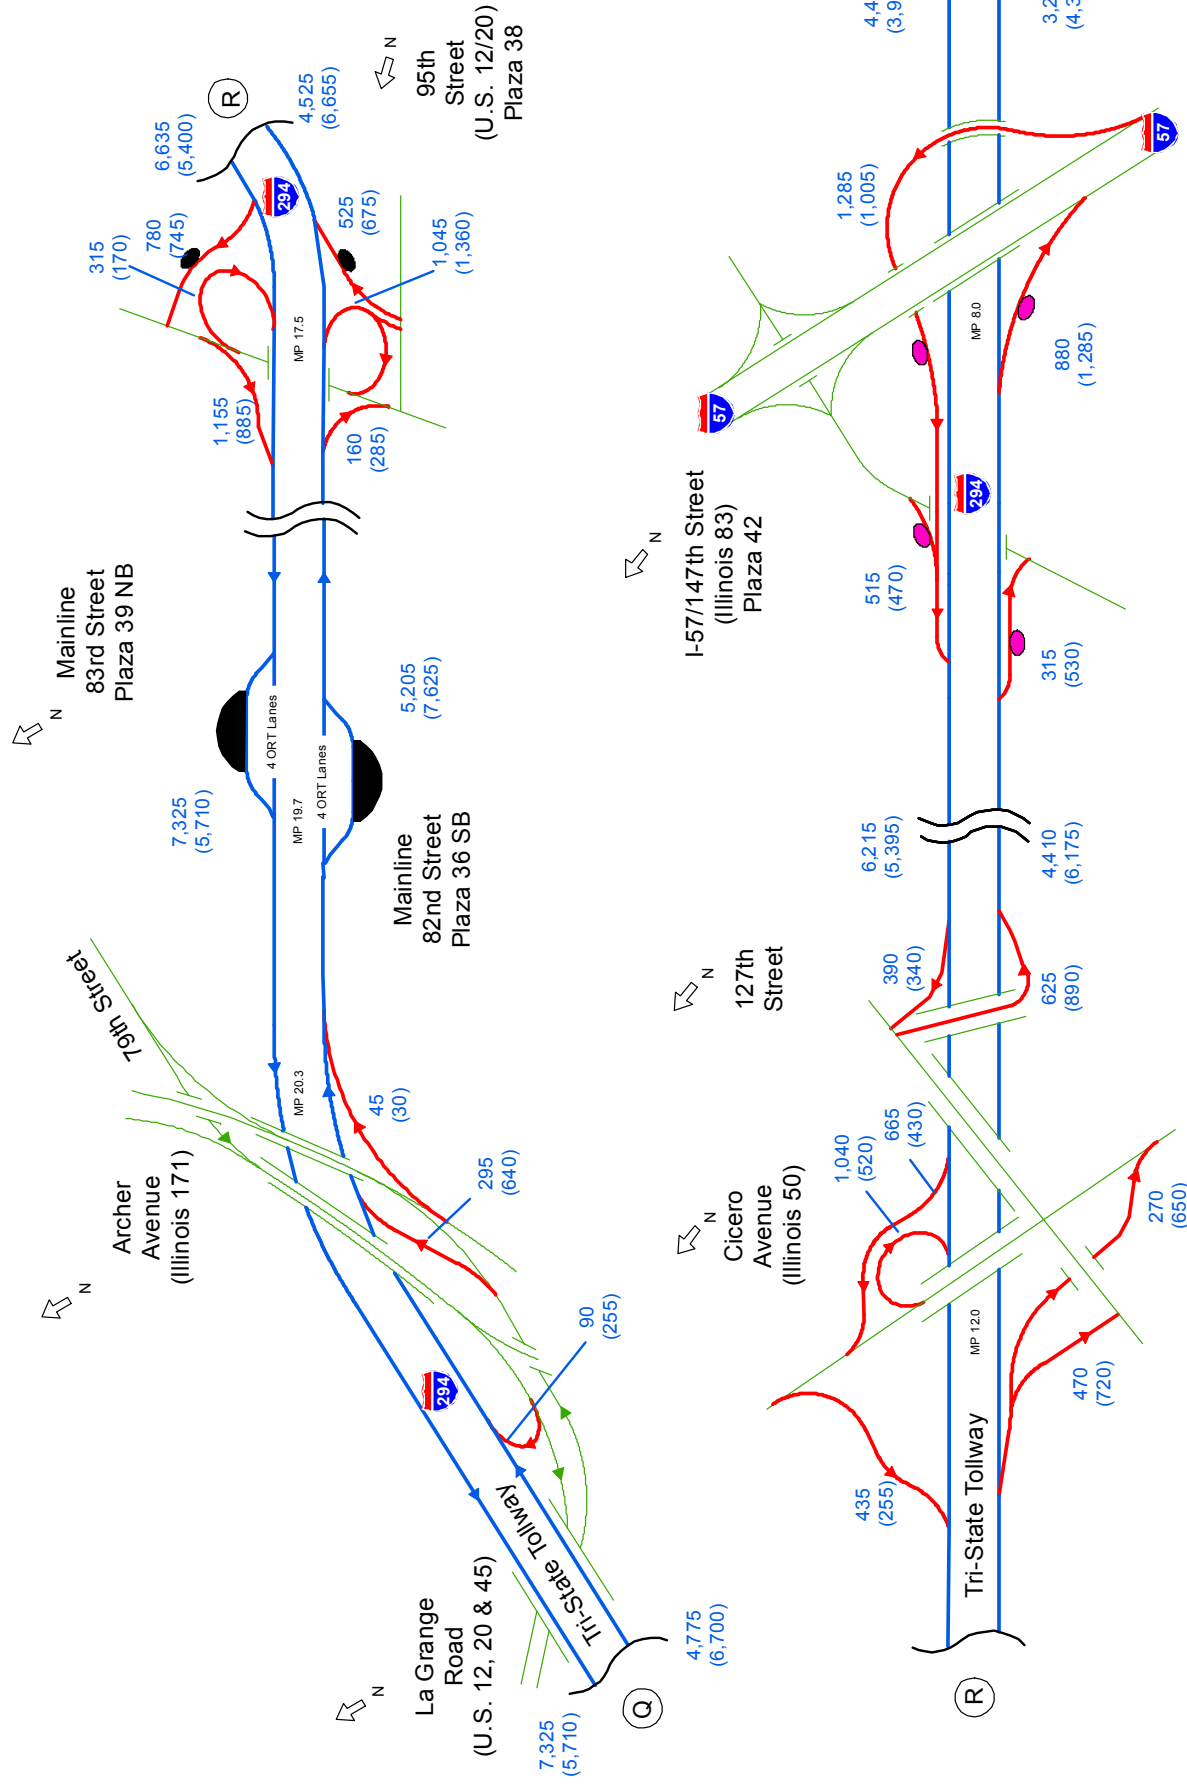 6,635
(5,400)
R
4,525
(6,655)
N
95th
Street
(U.S. 12/20)
Plaza 38
315
(170)
780
(745)
294
525
(675)
1,045
(1,360)
MP 17.5
1,155
(885)
160
(285)
Mainline
83rd Street
Plaza 39 NB
N
7,325
(5,710)
4 ORT Lanes
4 ORT Lanes
MP 19.7
5,205
(7,625)
Mainline
82nd Street
Plaza 36 SB
79th Street
MP 20.3
45
(30)
295
(640)
Archer
Avenue
(Illinois 171)
N
90
(255)
294
Tri-State Tollway
La Grange
Road
(U.S. 12, 20 & 45)
N
7,325
(5,710)
Q
4,775
(6,700)
4,4
(3,9
3,2
(4,3
1,285
(1,005)
57
MP 8.0
880
(1,285)
57
294
I-57/147th Street
(Illinois 83)
Plaza 42
N
515
(470)
315
(530)
6,215
(5,395)
4,410
(6,175)
127th
Street
N
390
(340)
625
(890)
665
(430)
1,040
(520)
Cicero
Avenue
(Illinois 50)
N
270
(650)
MP 12.0
470
(720)
435
(255)
Tri-State Tollway
R